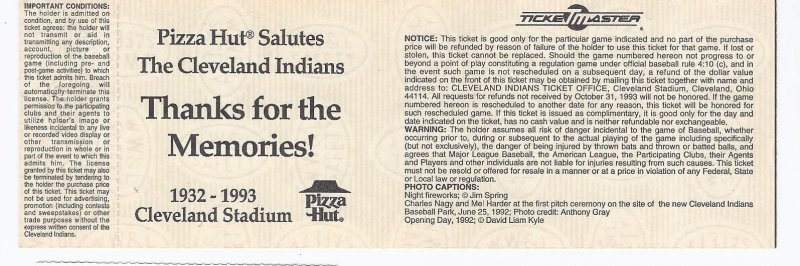 IMPORTANT CONDITIONS:
The holder is admitted on
condition, and by use of this
ticket agrees: the holder will
not transmit or aid in
transmitting any description,
account, picture or
reproduction of the baseball
game (including pre- and
post-game activities) to which
this ticket admits him. Breach
of the foregoing will
automatically terminate this
license. The holder grants
permission to the participating
clubs and their agents to
utilize holder's image or
likeness incidental to any live
or recorded video display or
other transmission or
reproduction in whole or in
part of the event to which this
admits him. The license
granted by this ticket may also
be terminated by tendering to
the holder the purchase price
of this ticket. This ticket may
not be used for advertising,
promotion (including contests
and sweepstakes) or other
trade purposes without the
express written consent of the
Cleveland Indians.
Pizza Hut® Salutes
The Cleveland Indians
Thanks for the
Memories!
1932 - 1993
Cleveland Stadium
Pizza
Hut®
TICKETMASTER®
NOTICE: This ticket is good only for the particular game indicated and no part of the purchase
price will be refunded by reason of failure of the holder to use this ticket for that game. If lost or
stolen, this ticket cannot be replaced. Should the game numbered hereon not progress to or
beyond a point of play constituting a regulation game under official baseball rule 4:10 (c), and in
the event such game is not rescheduled on a subsequent day, a refund of the dollar value
indicated on the front of this ticket may be obtained by mailing this ticket together with name and
address to: CLEVELAND INDIANS TICKET OFFICE, Cleveland Stadium, Cleveland, Ohio
44114. All requests for refunds not received by October 31, 1993 will not be honored. If the game
numbered hereon is rescheduled to another date for any reason, this ticket will be honored for
such rescheduled game. If this ticket is issued as complimentary, it is good only for the day and
date indicated on the ticket, has no cash value and is neither refundable nor exchangeable.
WARNING: The holder assumes all risk of danger incidental to the game of Baseball, whether
occurring prior to, during or subsequent to the actual playing of the game including specifically
(but not exclusively), the danger of being injured by thrown bats and thrown or batted balls, and
agrees that Major League Baseball, the American League, the Participating Clubs, their Agents
and Players and other individuals are not liable for injuries resulting from such causes. This ticket
must not be resold or offered for resale in a manner or at a price in violation of any Federal, State
or Local law or regulation.
PHOTO CAPTIONS:
Night fireworks; © Jim Spring
Charles Nagy and Mel Harder at the first pitch ceremony on the site of the new Cleveland Indians
Baseball Park, June 25, 1992; Photo credit: Anthony Gray
Opening Day, 1992; © David Liam Kyle